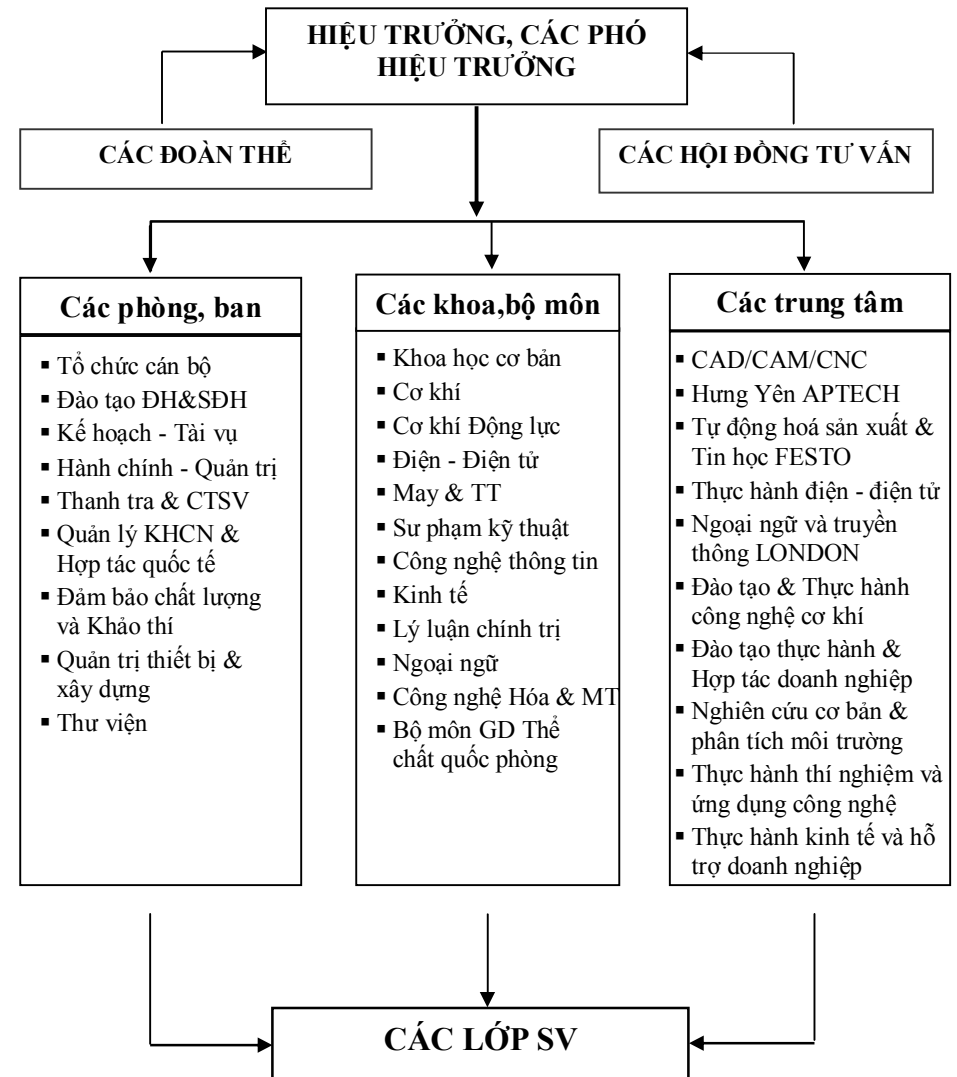 HIỆU TRƯỞNG, CÁC PHÓ
HIỆU TRƯỞNG
CÁC ĐOÀN THỂ
CÁC HỘI ĐỒNG TƯ VẤN
Các phòng, ban
▪ Tổ chức cán bộ
▪ Đào tạo ĐH&SĐH
▪ Kế hoạch - Tài vụ
▪ Hành chính - Quản trị
▪ Thanh tra & CTSV
▪ Quản lý KHCN &
Hợp tác quốc tế
▪ Đảm bảo chất lượng
và Khảo thí
▪ Quản trị thiết bị &
xây dựng
▪ Thư viện
Các khoa,bộ môn
▪ Khoa học cơ bản
▪ Cơ khí
▪ Cơ khí Động lực
▪ Điện - Điện tử
▪ May & TT
▪ Sư phạm kỹ thuật
▪ Công nghệ thông tin
▪ Kinh tế
▪ Lý luận chính trị
▪ Ngoại ngữ
▪ Công nghệ Hóa & MT
▪ Bộ môn GD Thể
chất quốc phòng
Các trung tâm
▪ CAD/CAM/CNC
▪ Hưng Yên APTECH
▪ Tự động hoá sản xuất &
Tin học FESTO
▪ Thực hành điện - điện tử
▪ Ngoại ngữ và truyền
thông LONDON
▪ Đào tạo & Thực hành
công nghệ cơ khí
▪ Đào tạo thực hành &
Hợp tác doanh nghiệp
▪ Nghiên cứu cơ bản &
phân tích môi trường
▪ Thực hành thí nghiệm và
ứng dụng công nghệ
▪ Thực hành kinh tế và hỗ
trợ doanh nghiệp
CÁC LỚP SV